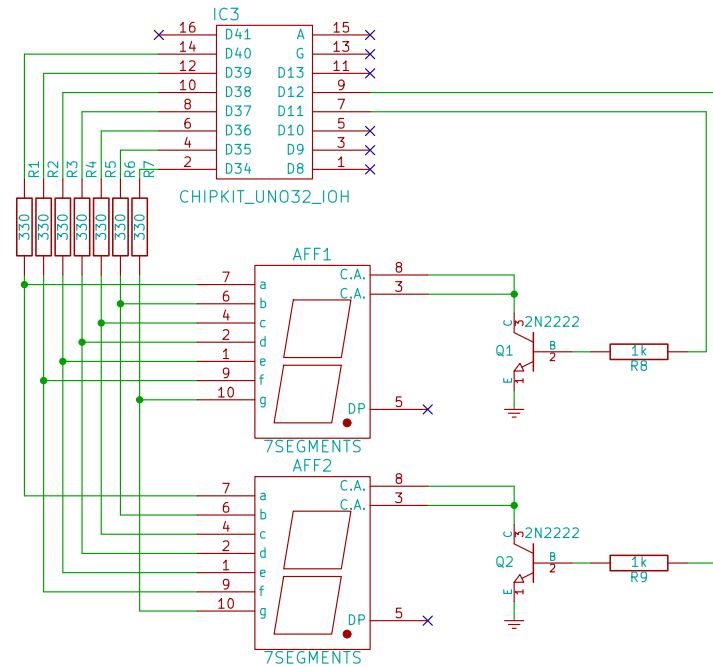 IC3
16 D41 A 15
14 D40 G 13
12 D39 D13 11
10 D38 D12 9
8 D37 D11 7
6 D36 D10 5
4 D35 D9 3
2 D34 D8 1
CHIPKIT_UNO32_IOH
R1 R2 R3 R4 R5 R6 R7
330 330 330 330 330 330 330
AFF1
7 a C.A. 8
6 b C.A. 3
4 c
2 d
1 e
9 f
10 g
DP 5
7SEGMENTS
2N2222
Q1
C 3
B 2
E 1
1k
R8
AFF2
7 a C.A. 8
6 b C.A. 3
4 c
2 d
1 e
9 f
10 g
DP 5
7SEGMENTS
2N2222
Q2
C 3
B 2
E 1
1k
R9